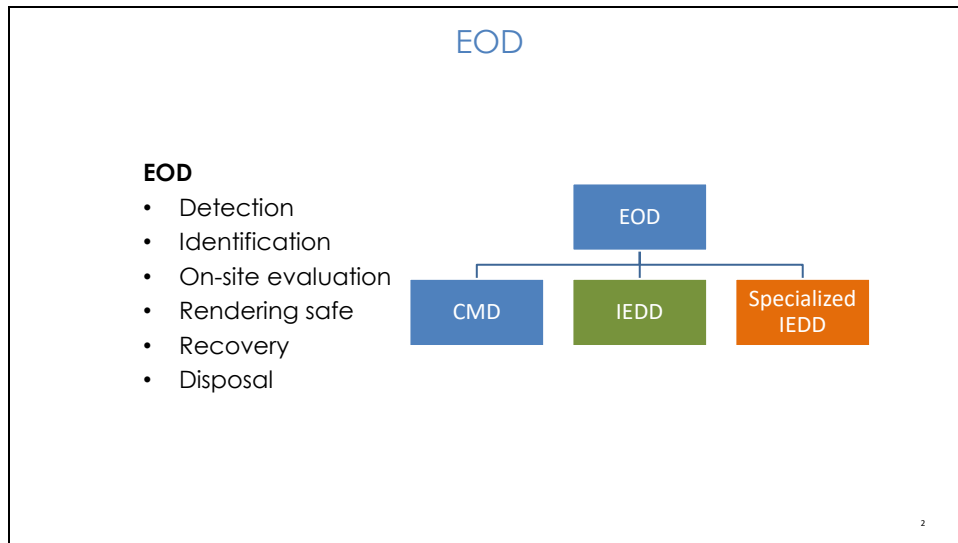 EOD
EOD
• Detection
• Identification
• On-site evaluation
• Rendering safe
• Recovery
• Disposal
EOD
CMD
IEDD
Specialized
IEDD
2